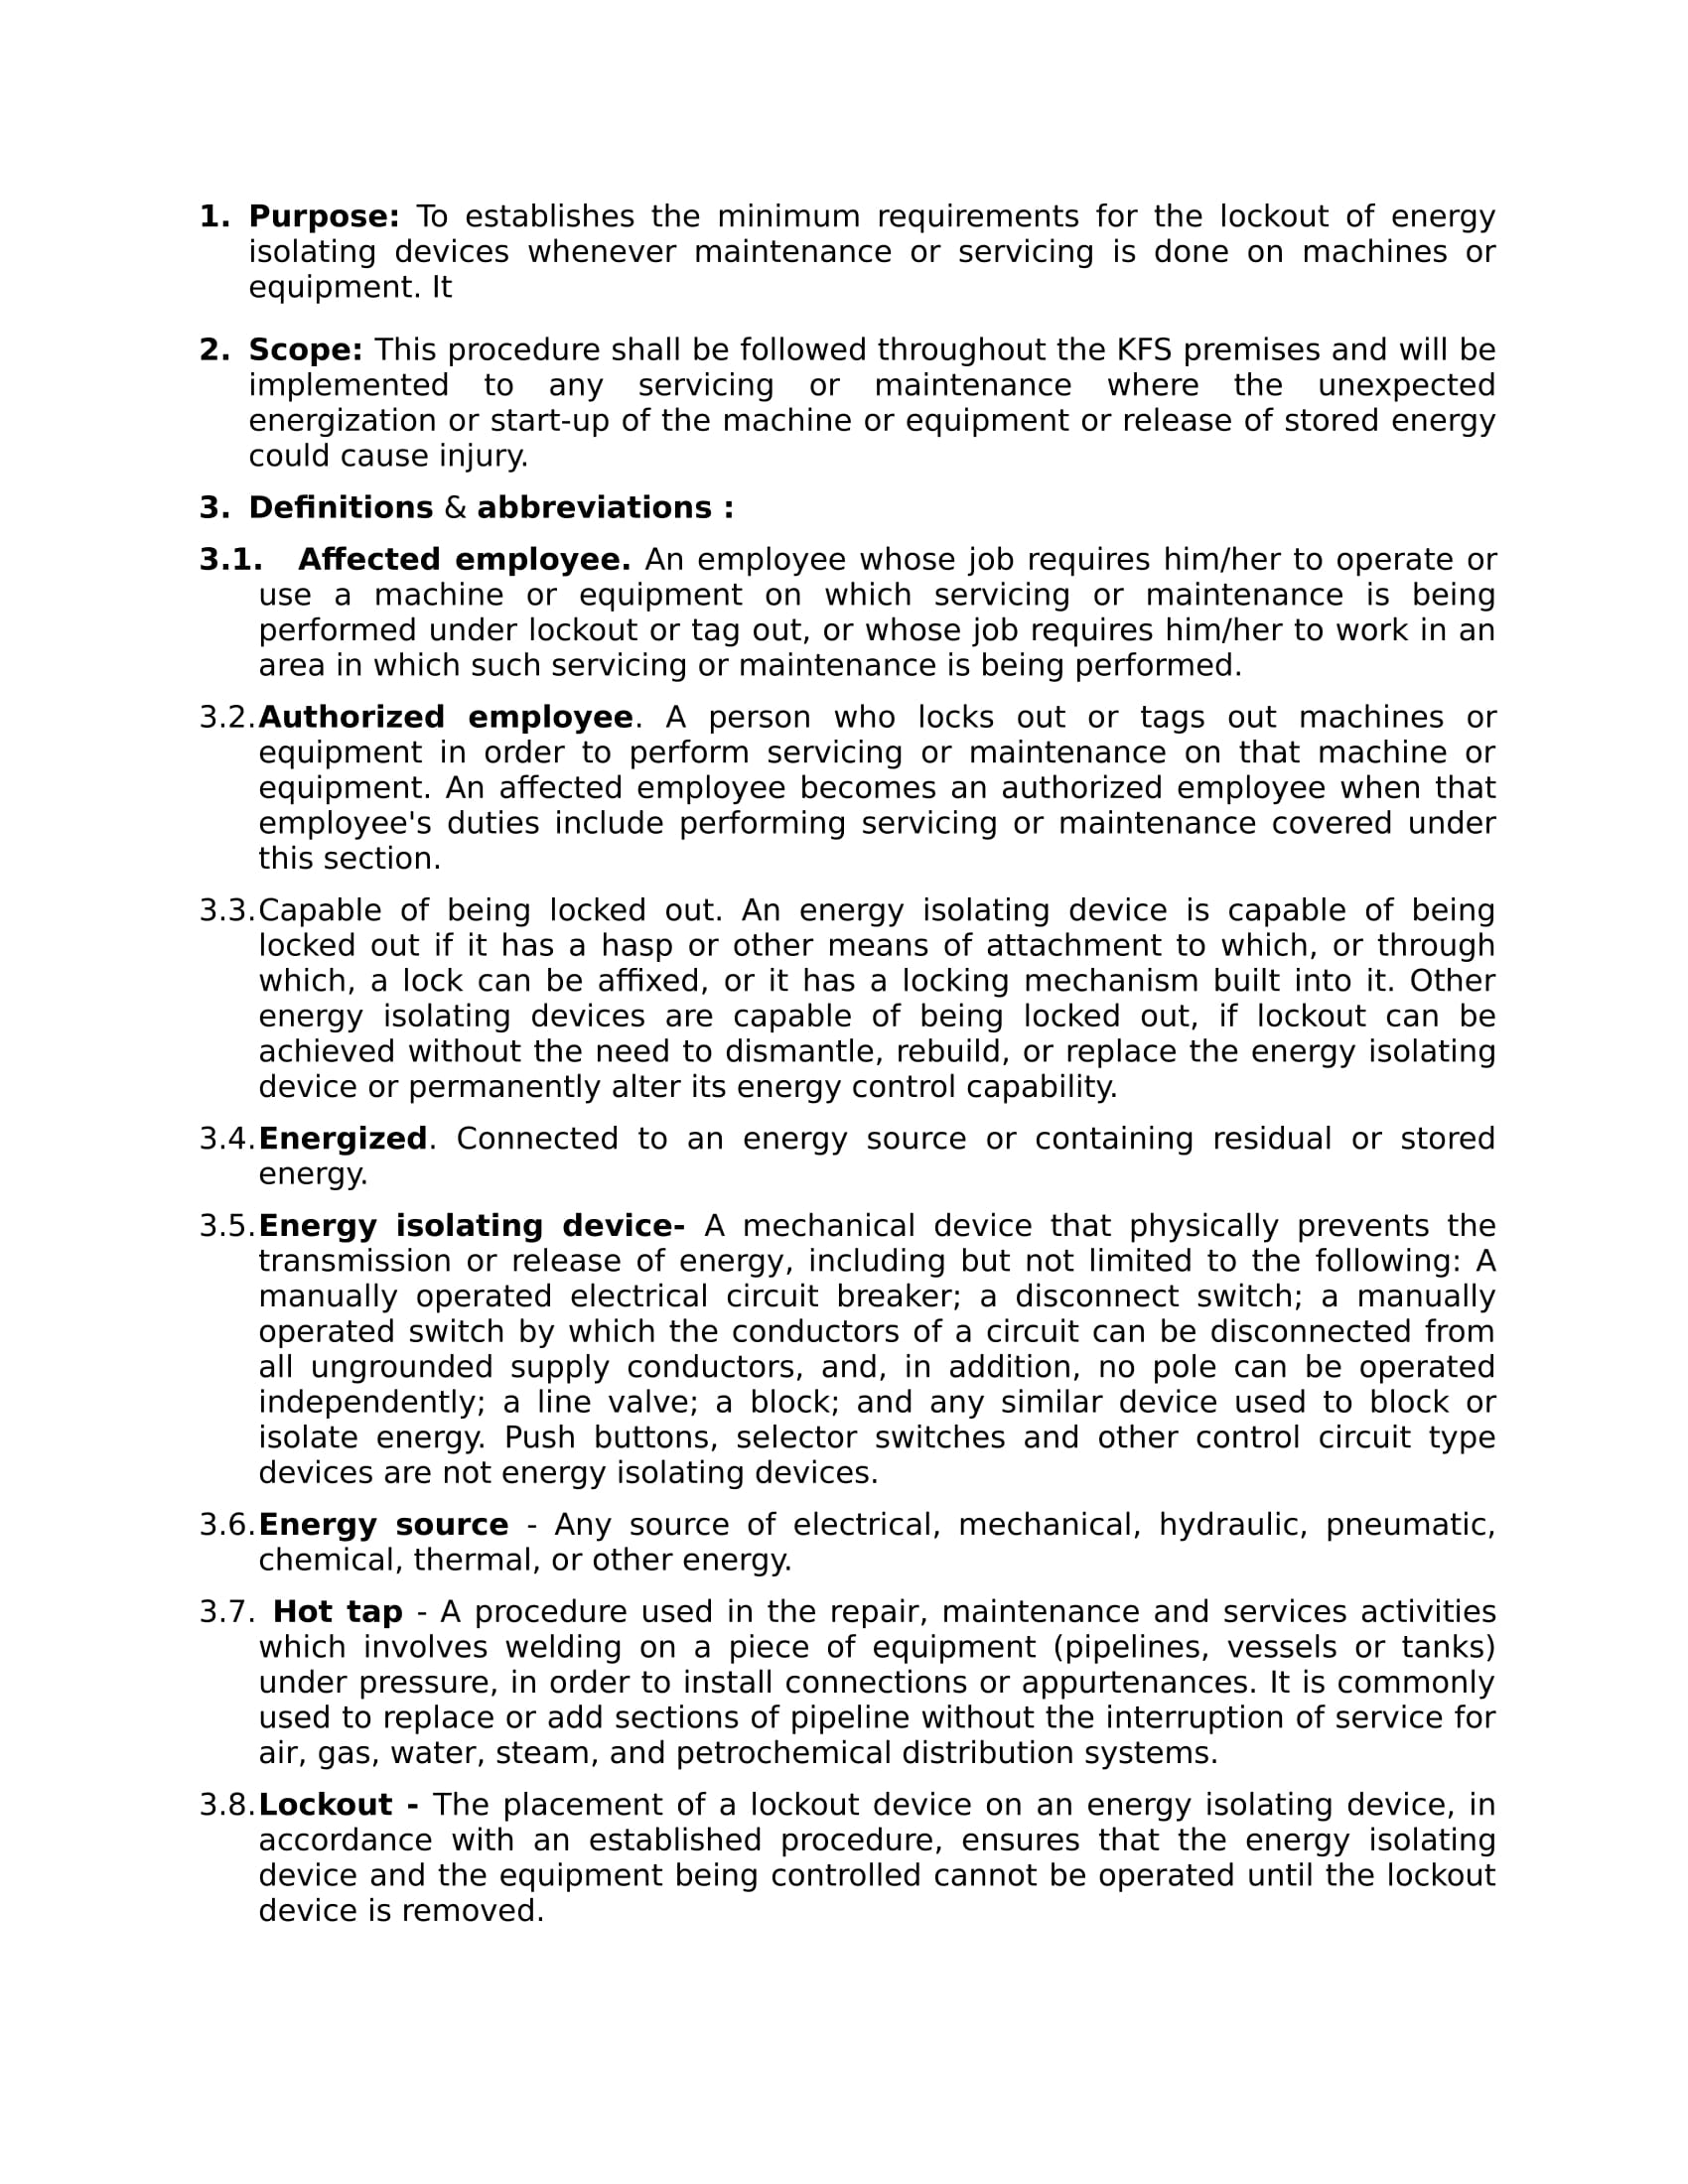 1. Purpose: To establishes the minimum requirements for the lockout of energy
isolating devices whenever maintenance or servicing is done on machines or
equipment. It
2. Scope: This procedure shall be followed throughout the KFS premises and will be
implemented to any servicing or maintenance where the unexpected
energization or start-up of the machine or equipment or release of stored energy
could cause injury.
3. Definitions & abbreviations :
3.1. Affected employee. An employee whose job requires him/her to operate or
use a machine or equipment on which servicing or maintenance is being
performed under lockout or tag out, or whose job requires him/her to work in an
area in which such servicing or maintenance is being performed.
3.2.Authorized employee. A person who locks out or tags out machines or
equipment in order to perform servicing or maintenance on that machine or
equipment. An affected employee becomes an authorized employee when that
employee's duties include performing servicing or maintenance covered under
this section.
3.3.Capable of being locked out. An energy isolating device is capable of being
locked out if it has a hasp or other means of attachment to which, or through
which, a lock can be affixed, or it has a locking mechanism built into it. Other
energy isolating devices are capable of being locked out, if lockout can be
achieved without the need to dismantle, rebuild, or replace the energy isolating
device or permanently alter its energy control capability.
3.4.Energized. Connected to an energy source or containing residual or stored
energy.
3.5.Energy isolating device- A mechanical device that physically prevents the
transmission or release of energy, including but not limited to the following: A
manually operated electrical circuit breaker; a disconnect switch; a manually
operated switch by which the conductors of a circuit can be disconnected from
all ungrounded supply conductors, and, in addition, no pole can be operated
independently; a line valve; a block; and any similar device used to block or
isolate energy. Push buttons, selector switches and other control circuit type
devices are not energy isolating devices.
3.6.Energy source - Any source of electrical, mechanical, hydraulic, pneumatic,
chemical, thermal, or other energy.
3.7. Hot tap - A procedure used in the repair, maintenance and services activities
which involves welding on a piece of equipment (pipelines, vessels or tanks)
under pressure, in order to install connections or appurtenances. It is commonly
used to replace or add sections of pipeline without the interruption of service for
air, gas, water, steam, and petrochemical distribution systems.
3.8.Lockout - The placement of a lockout device on an energy isolating device, in
accordance with an established procedure, ensures that the energy isolating
device and the equipment being controlled cannot be operated until the lockout
device is removed.